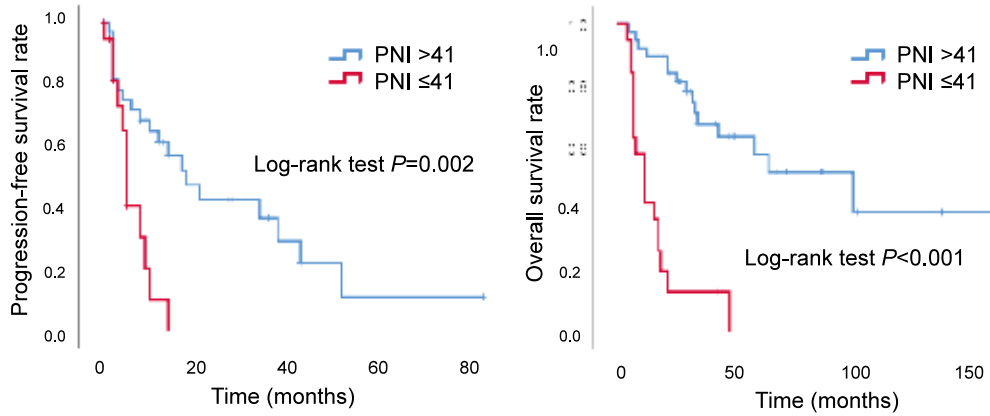 Progression-free survival rate
1.0
0.8
0.6
0.4
0.2
0.0
PNI >41
PNI ≤41
Log-rank test P=0.002
0 20 40 60 80
Time (months)
Overall survival rate
1.0
0.4
0.2
0.0
PNI >41
PNI ≤41
Log-rank test P<0.001
0 50 100 150
Time (months)